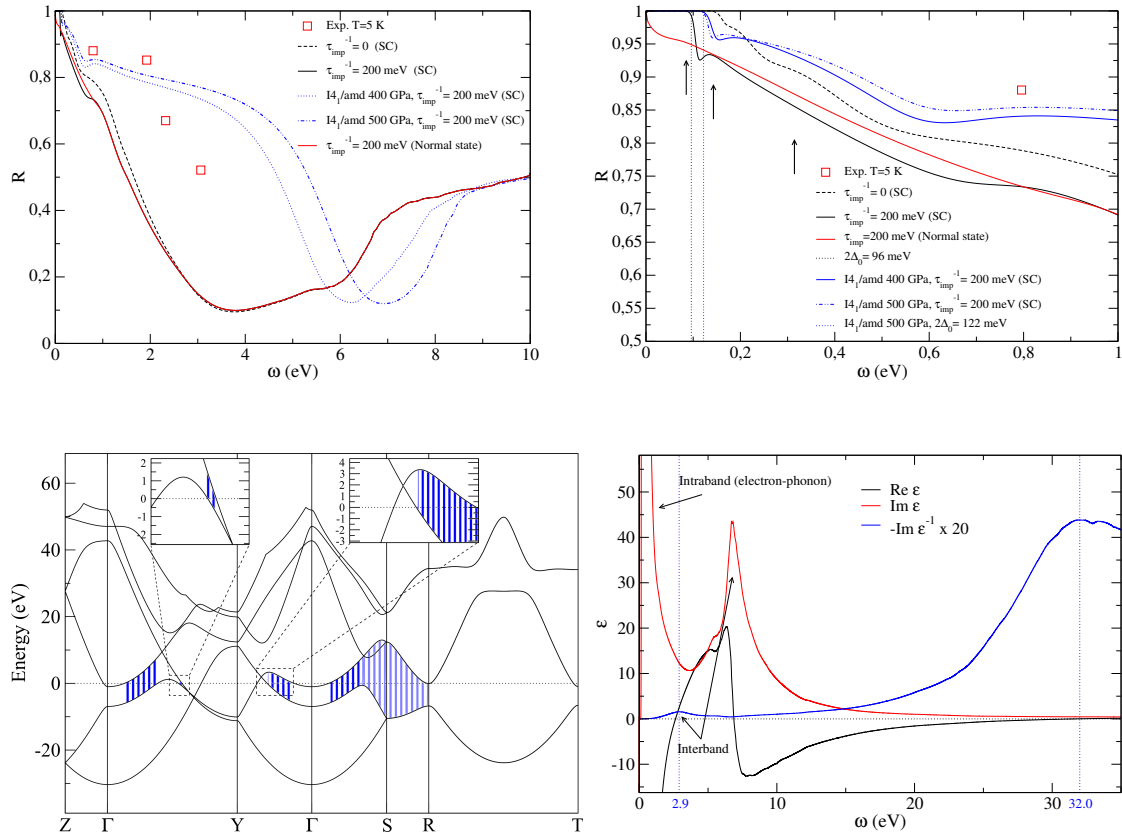 1
0,8
0,6
0,4
0,2
0
R
0
2
4
6
8
10
ω (eV)
Exp. T=5 K
τimp⁻¹= 0 (SC)
τimp⁻¹= 200 meV (SC)
I4₁/amd 400 GPa, τimp⁻¹= 200 meV (SC)
I4₁/amd 500 GPa, τimp⁻¹= 200 meV (SC)
τimp⁻¹= 200 meV (Normal state)
1
0,95
0,9
0,85
0,8
0,75
0,7
0,65
0,6
0,55
0,5
R
0
0,2
0,4
0,6
0,8
1
ω (eV)
Exp. T=5 K
τimp⁻¹= 0 (SC)
τimp⁻¹= 200 meV (SC)
τimp=200 meV (Normal state)
2Δ₀= 96 meV
I4₁/amd 400 GPa, τimp⁻¹= 200 meV (SC)
I4₁/amd 500 GPa, τimp⁻¹= 200 meV (SC)
I4₁/amd 500 GPa, 2Δ₀= 122 meV
60
40
20
0
-20
Energy (eV)
2
1
0
-1
-2
4
3
2
1
0
-1
-2
-3
Z
Γ
Y
Γ
S
R
T
50
40
30
20
10
0
-10
ε
Intraband (electron-phonon)
Re ε
Im ε
-Im ε⁻¹ x 20
Interband
0
2.9
10
20
30
32.0
ω (eV)